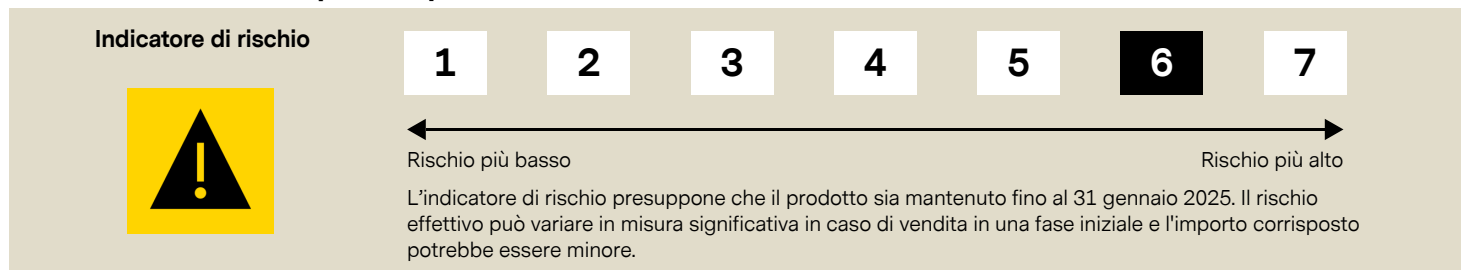 Indicatore di rischio
1 2 3 4 5 6 7
Rischio più basso
Rischio più alto
L'indicatore di rischio presuppone che il prodotto sia mantenuto fino al 31 gennaio 2025. Il rischio
effettivo può variare in misura significativa in caso di vendita in una fase iniziale e l'importo corrisposto
potrebbe essere minore.